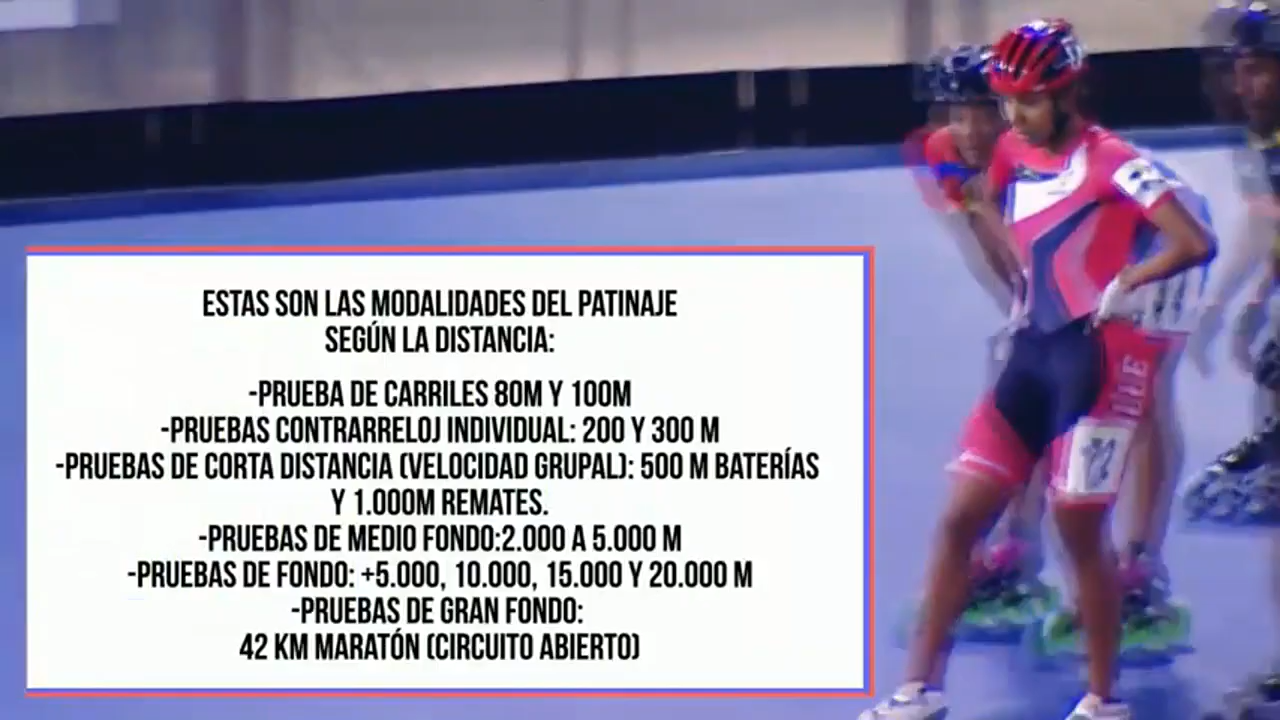 ESTAS SON LAS MODALIDADES DEL PATINAJE
SEGÚN LA DISTANCIA:
-PRUEBA DE CARRILES 80M Y 100M
-PRUEBAS CONTRARRELOJ INDIVIDUAL: 200 Y 300 M
-PRUEBAS DE CORTA DISTANCIA (VELOCIDAD GRUPAL): 500 M BATERÍAS
Y 1.000M REMATES.
-PRUEBAS DE MEDIO FONDO:2.000 A 5.000 M
-PRUEBAS DE FONDO: +5.000, 10.000, 15.000 Y 20.000 M
-PRUEBAS DE GRAN FONDO:
42 KM MARATÓN (CIRCUITO ABIERTO)